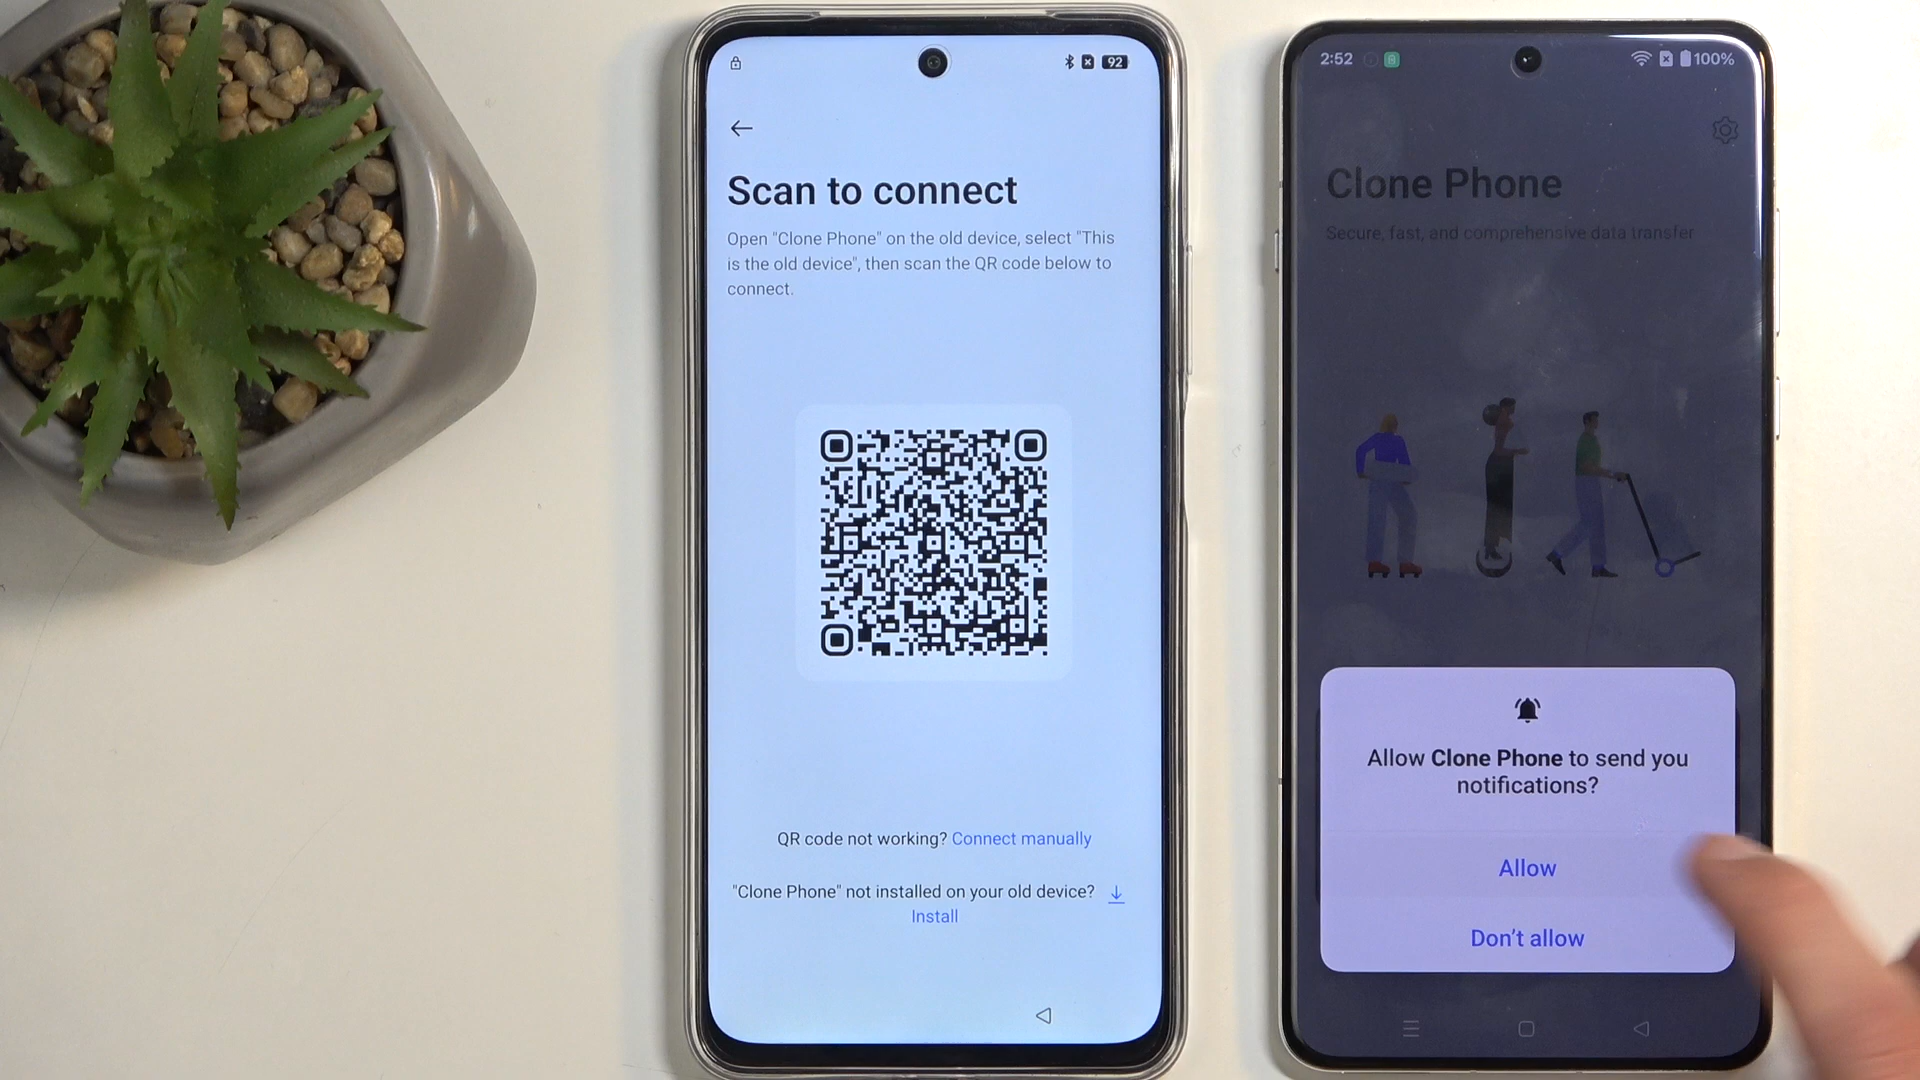 92
Scan to connect
Open "Clone Phone" on the old device, select "This
is the old device", then scan the QR code below to
connect.
QR code not working? Connect manually
"Clone Phone" not installed on your old device?
Install
2:52
100%
Clone Phone
Secure, fast, and comprehensive data transfer
Allow Clone Phone to send you
notifications?
Allow
Don't allow